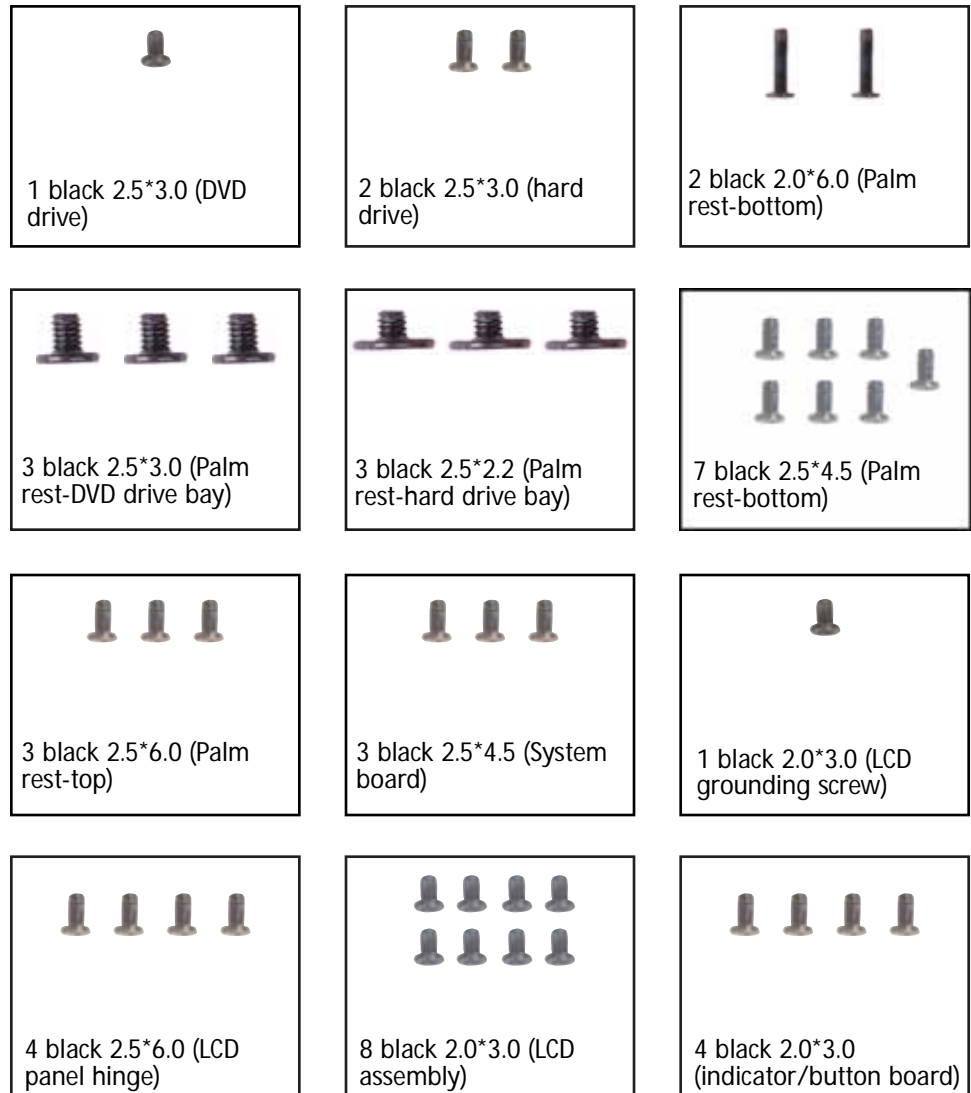 1 black 2.5*3.0 (DVD
drive)
2 black 2.5*3.0 (hard
drive)
2 black 2.0*6.0 (Palm
rest-bottom)
3 black 2.5*3.0 (Palm
rest-DVD drive bay)
3 black 2.5*2.2 (Palm
rest-hard drive bay)
7 black 2.5*4.5 (Palm
rest-bottom)
3 black 2.5*6.0 (Palm
rest-top)
3 black 2.5*4.5 (System
board)
1 black 2.0*3.0 (LCD
grounding screw)
4 black 2.5*6.0 (LCD
panel hinge)
8 black 2.0*3.0 (LCD
assembly)
4 black 2.0*3.0
(indicator/button board)